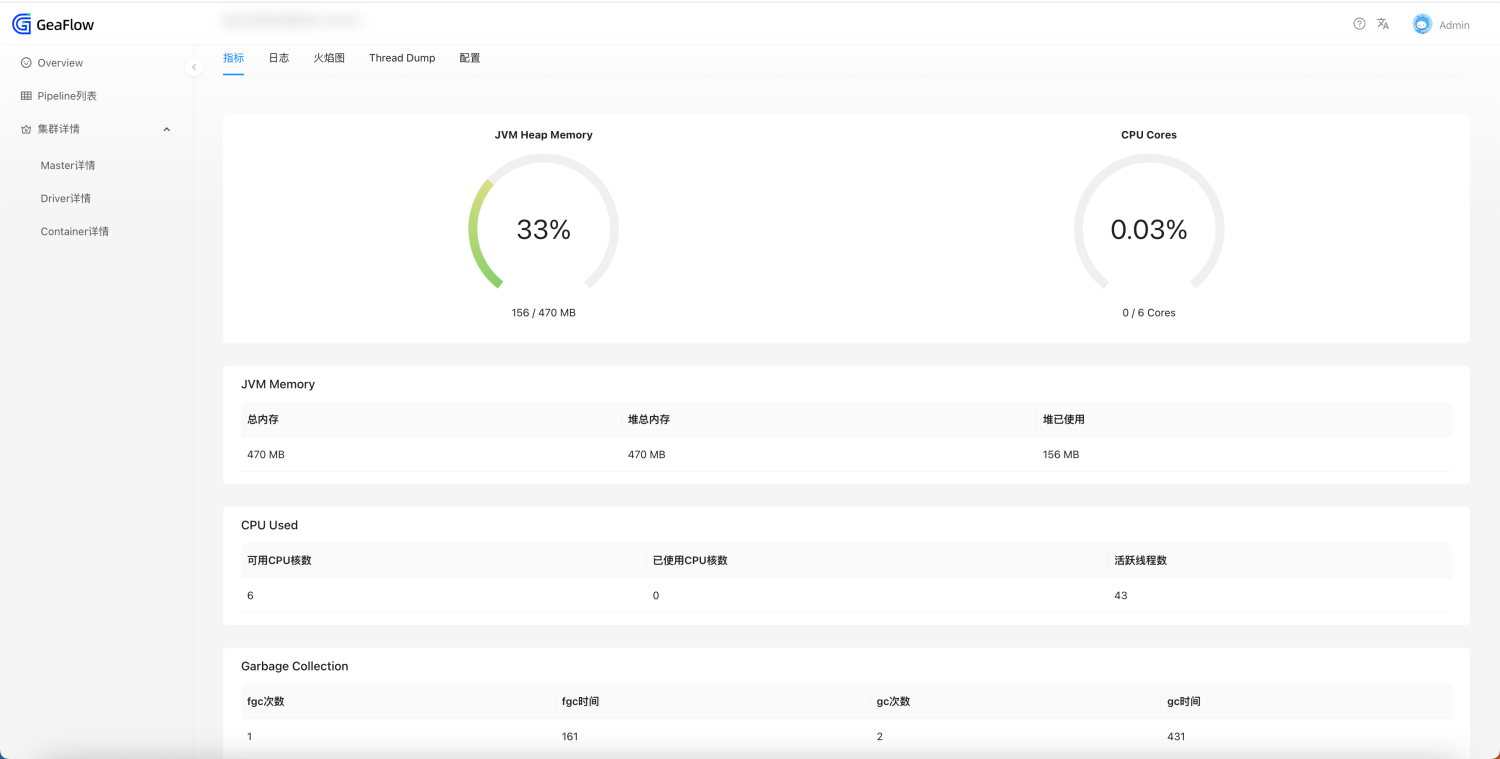 GeaFlow
Admin
Overview
Pipeline列表
集群详情
Master详情
Driver详情
Container详情
指标 日志 火焰图 Thread Dump 配置
JVM Heap Memory
33%
156 / 470 MB
CPU Cores
0.03%
0 / 6 Cores
JVM Memory
总内存 堆总内存 堆已使用
470 MB 470 MB 156 MB
CPU Used
可用CPU核数 已使用CPU核数 活跃线程数
6 0 43
Garbage Collection
fgc次数 fgc时间 gc次数 gc时间
1 161 2 431